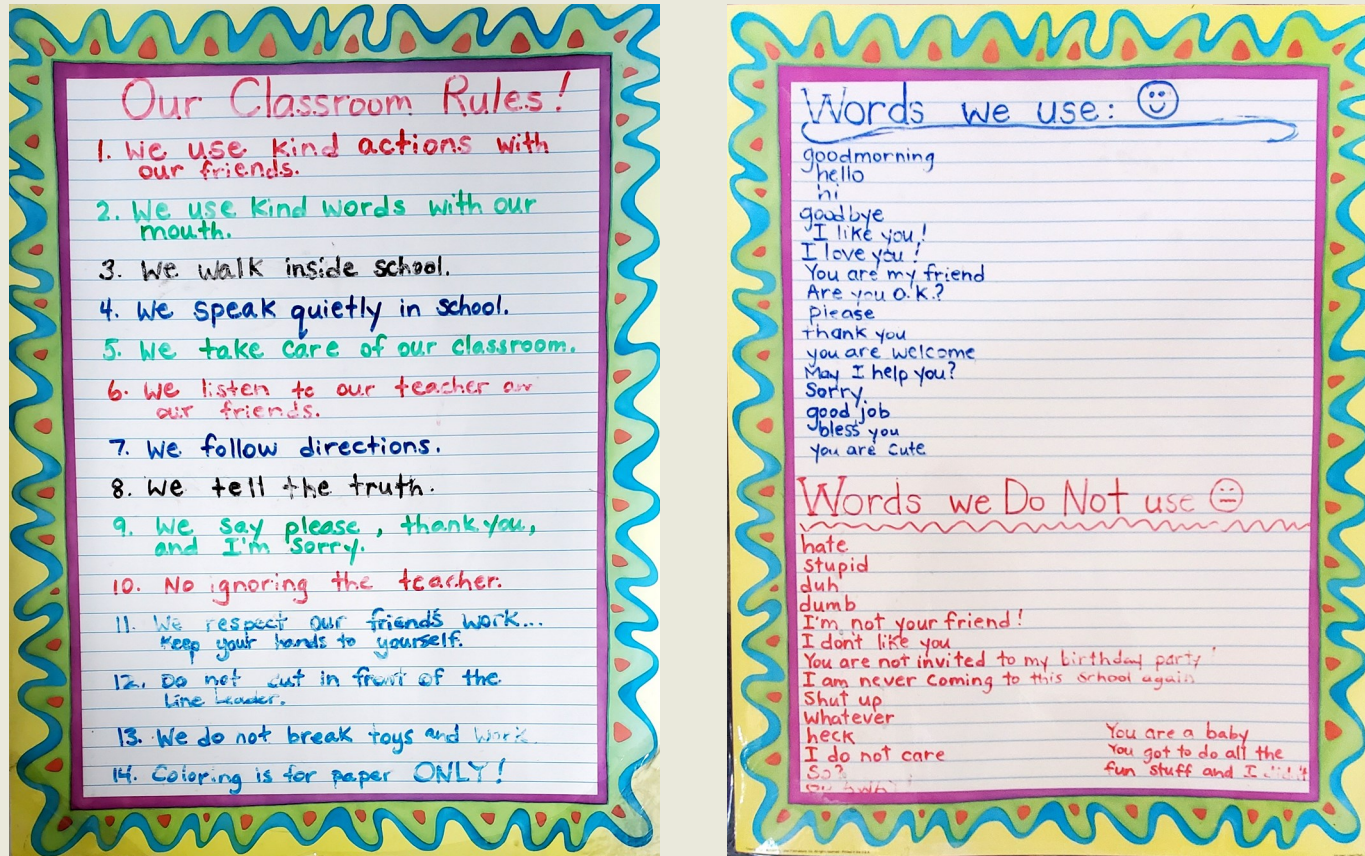 Our Classroom Rules!
1. We use kind actions with
our friends.
2. We use kind words with our
mouth.
3. We walk inside school.
4. We speak quietly in school.
5. We take care of our classroom.
6. We listen to our teacher
our friends.
7. We follow directions.
8. We tell the truth.
9. We say please, thank you,
and I'm sorry.
10. No ignoring the teacher.
11. We respect our friends work...
keep your hands to yourself.
12. Do not cut in front of the
Line Leader.
13. We do not break toys and work.
14. Coloring is for paper ONLY!
Words we use:
goodmorning
hello
hi
goodbye
I like you!
I love you!
You are my friend
Are you O.K.?
please
thank you
you are welcome
May I help you?
Sorry
good job
bless you
you are cute
Words we Do Not use
hate
stupid
duh
dumb
I'm not your friend!
I don't like you
You are not invited to my birthday party
I am never coming to this school again
Shut up
Whatever
heck
I do not care
So?
You are a baby
You got to do all the
fun stuff and I didn't